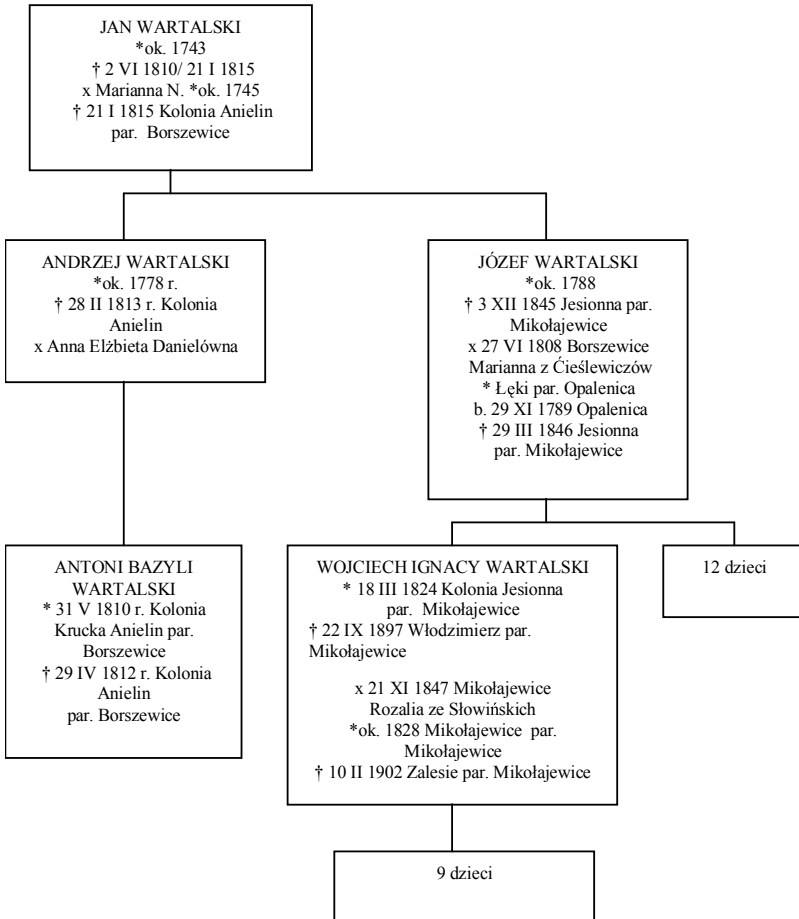 JAN WARTALSKI
*ok. 1743
† 2 VI 1810/ 21 I 1815
x Marianna N. *ok. 1745
† 21 I 1815 Kolonia Anielin
par. Borszewice
ANDRZEJ WARTALSKI
*ok. 1778 r.
† 28 II 1813 r. Kolonia
Anielin
x Anna Elżbieta Danielówna
JÓZEF WARTALSKI
*ok. 1788
† 3 XII 1845 Jesionna par.
Mikołajewice
x 27 VI 1808 Borszewice
Marianna z Ćieślewiczów
* Łęki par. Opalenica
b. 29 XI 1789 Opalenica
† 29 III 1846 Jesionna
par. Mikołajewice
ANTONI BAZYLI
WARTALSKI
* 31 V 1810 r. Kolonia
Krucka Anielin par.
Borszewice
† 29 IV 1812 r. Kolonia
Anielin
par. Borszewice
WOJCIECH IGNACY WARTALSKI
* 18 III 1824 Kolonia Jesionna
par. Mikołajewice
† 22 IX 1897 Włodzimierz par.
Mikołajewice
x 21 XI 1847 Mikołajewice
Rozalia ze Słowińskich
*ok. 1828 Mikołajewice par.
Mikołajewice
† 10 II 1902 Zalesie par. Mikołajewice
12 dzieci
9 dzieci